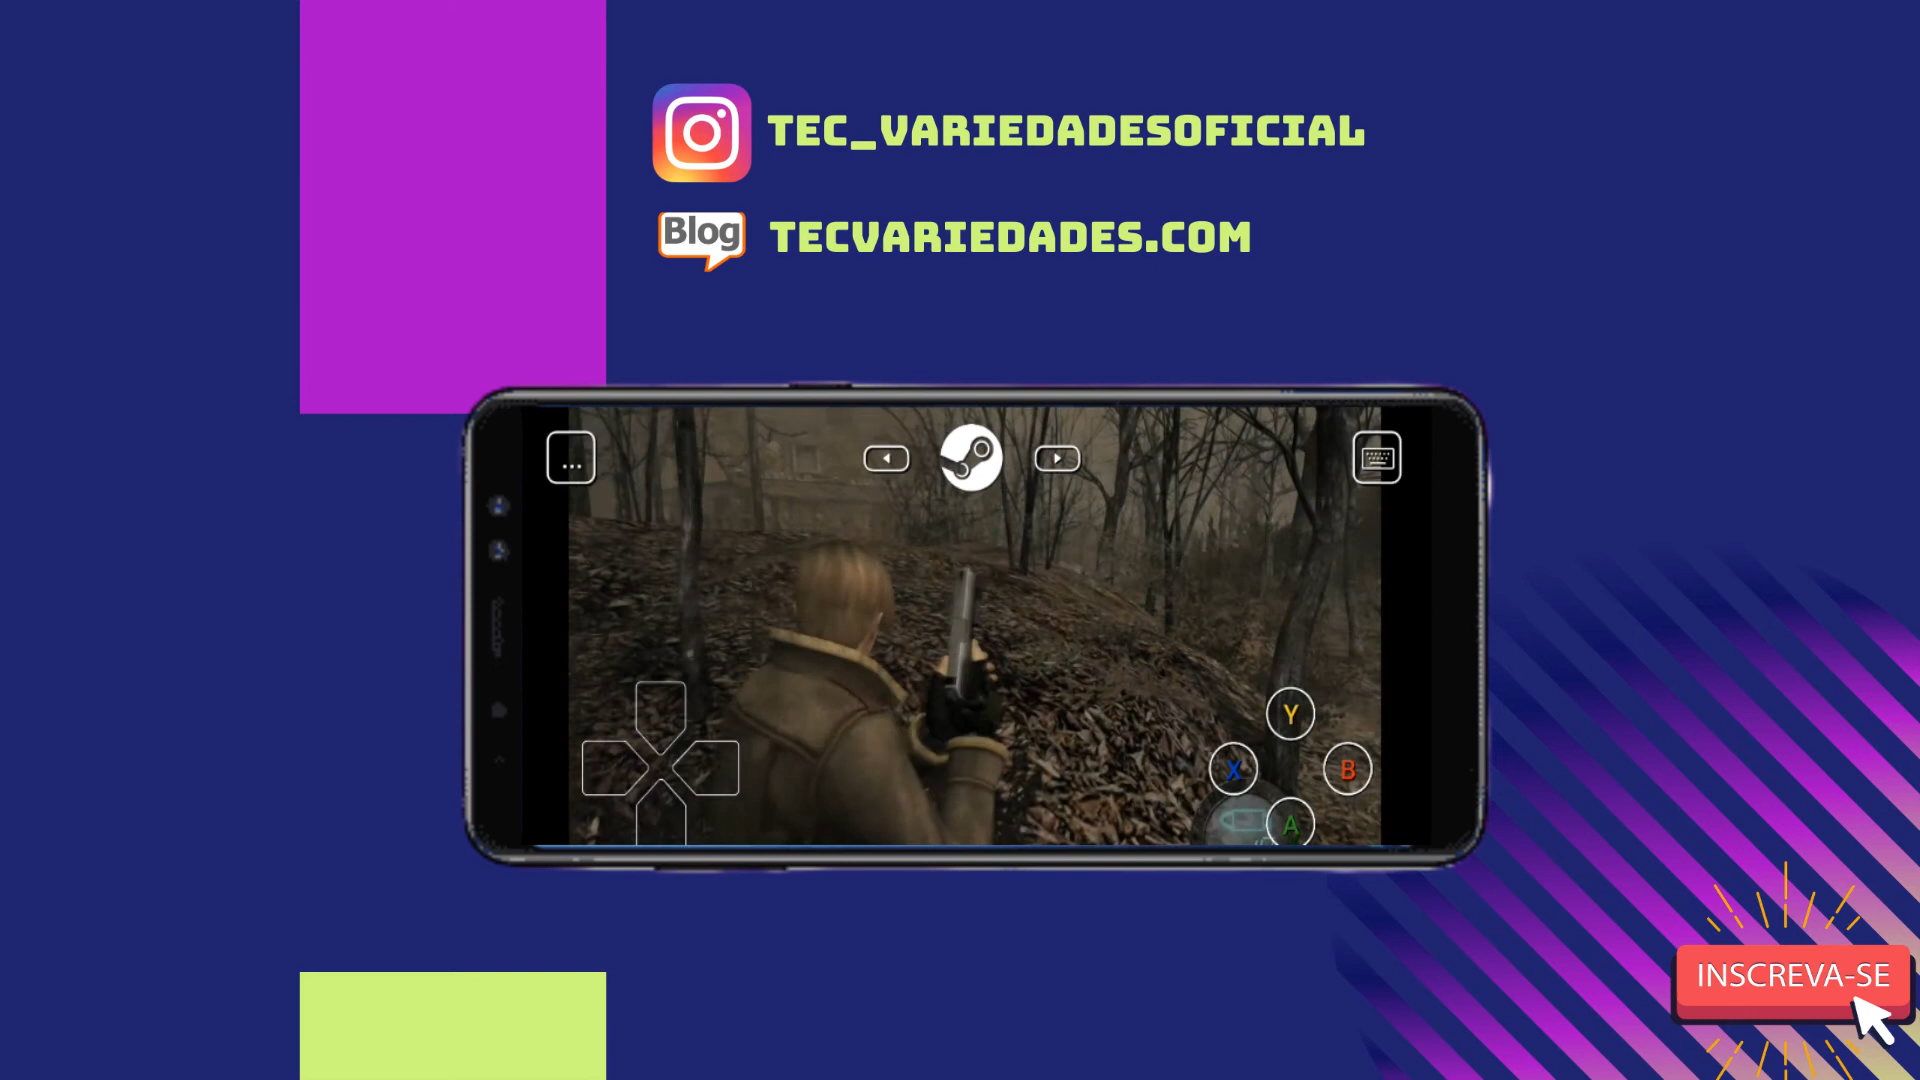 TEC_VARIEDADESOFICIAL
Blog
TECVARIEDADES.COM
...
Y
X
B
A
INSCREVA-SE